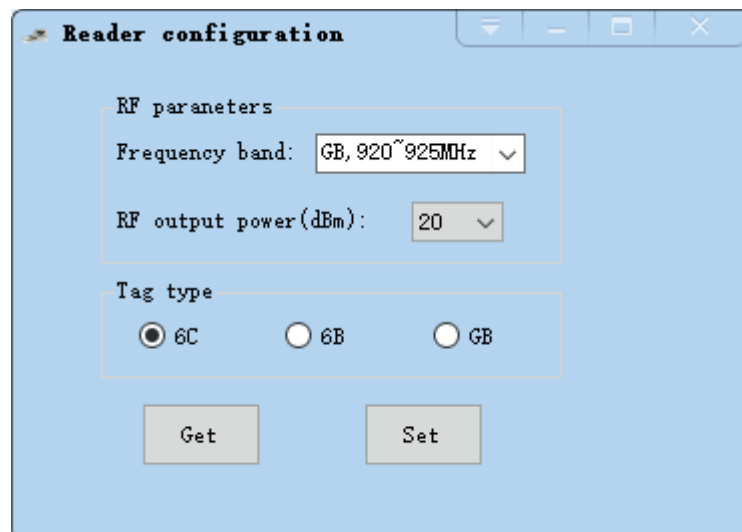 Reader configuration
RF paraneters
Frequency band: GB,920~925MHz
RF output power(dBm): 20
Tag type
6C 6B GB
Get Set